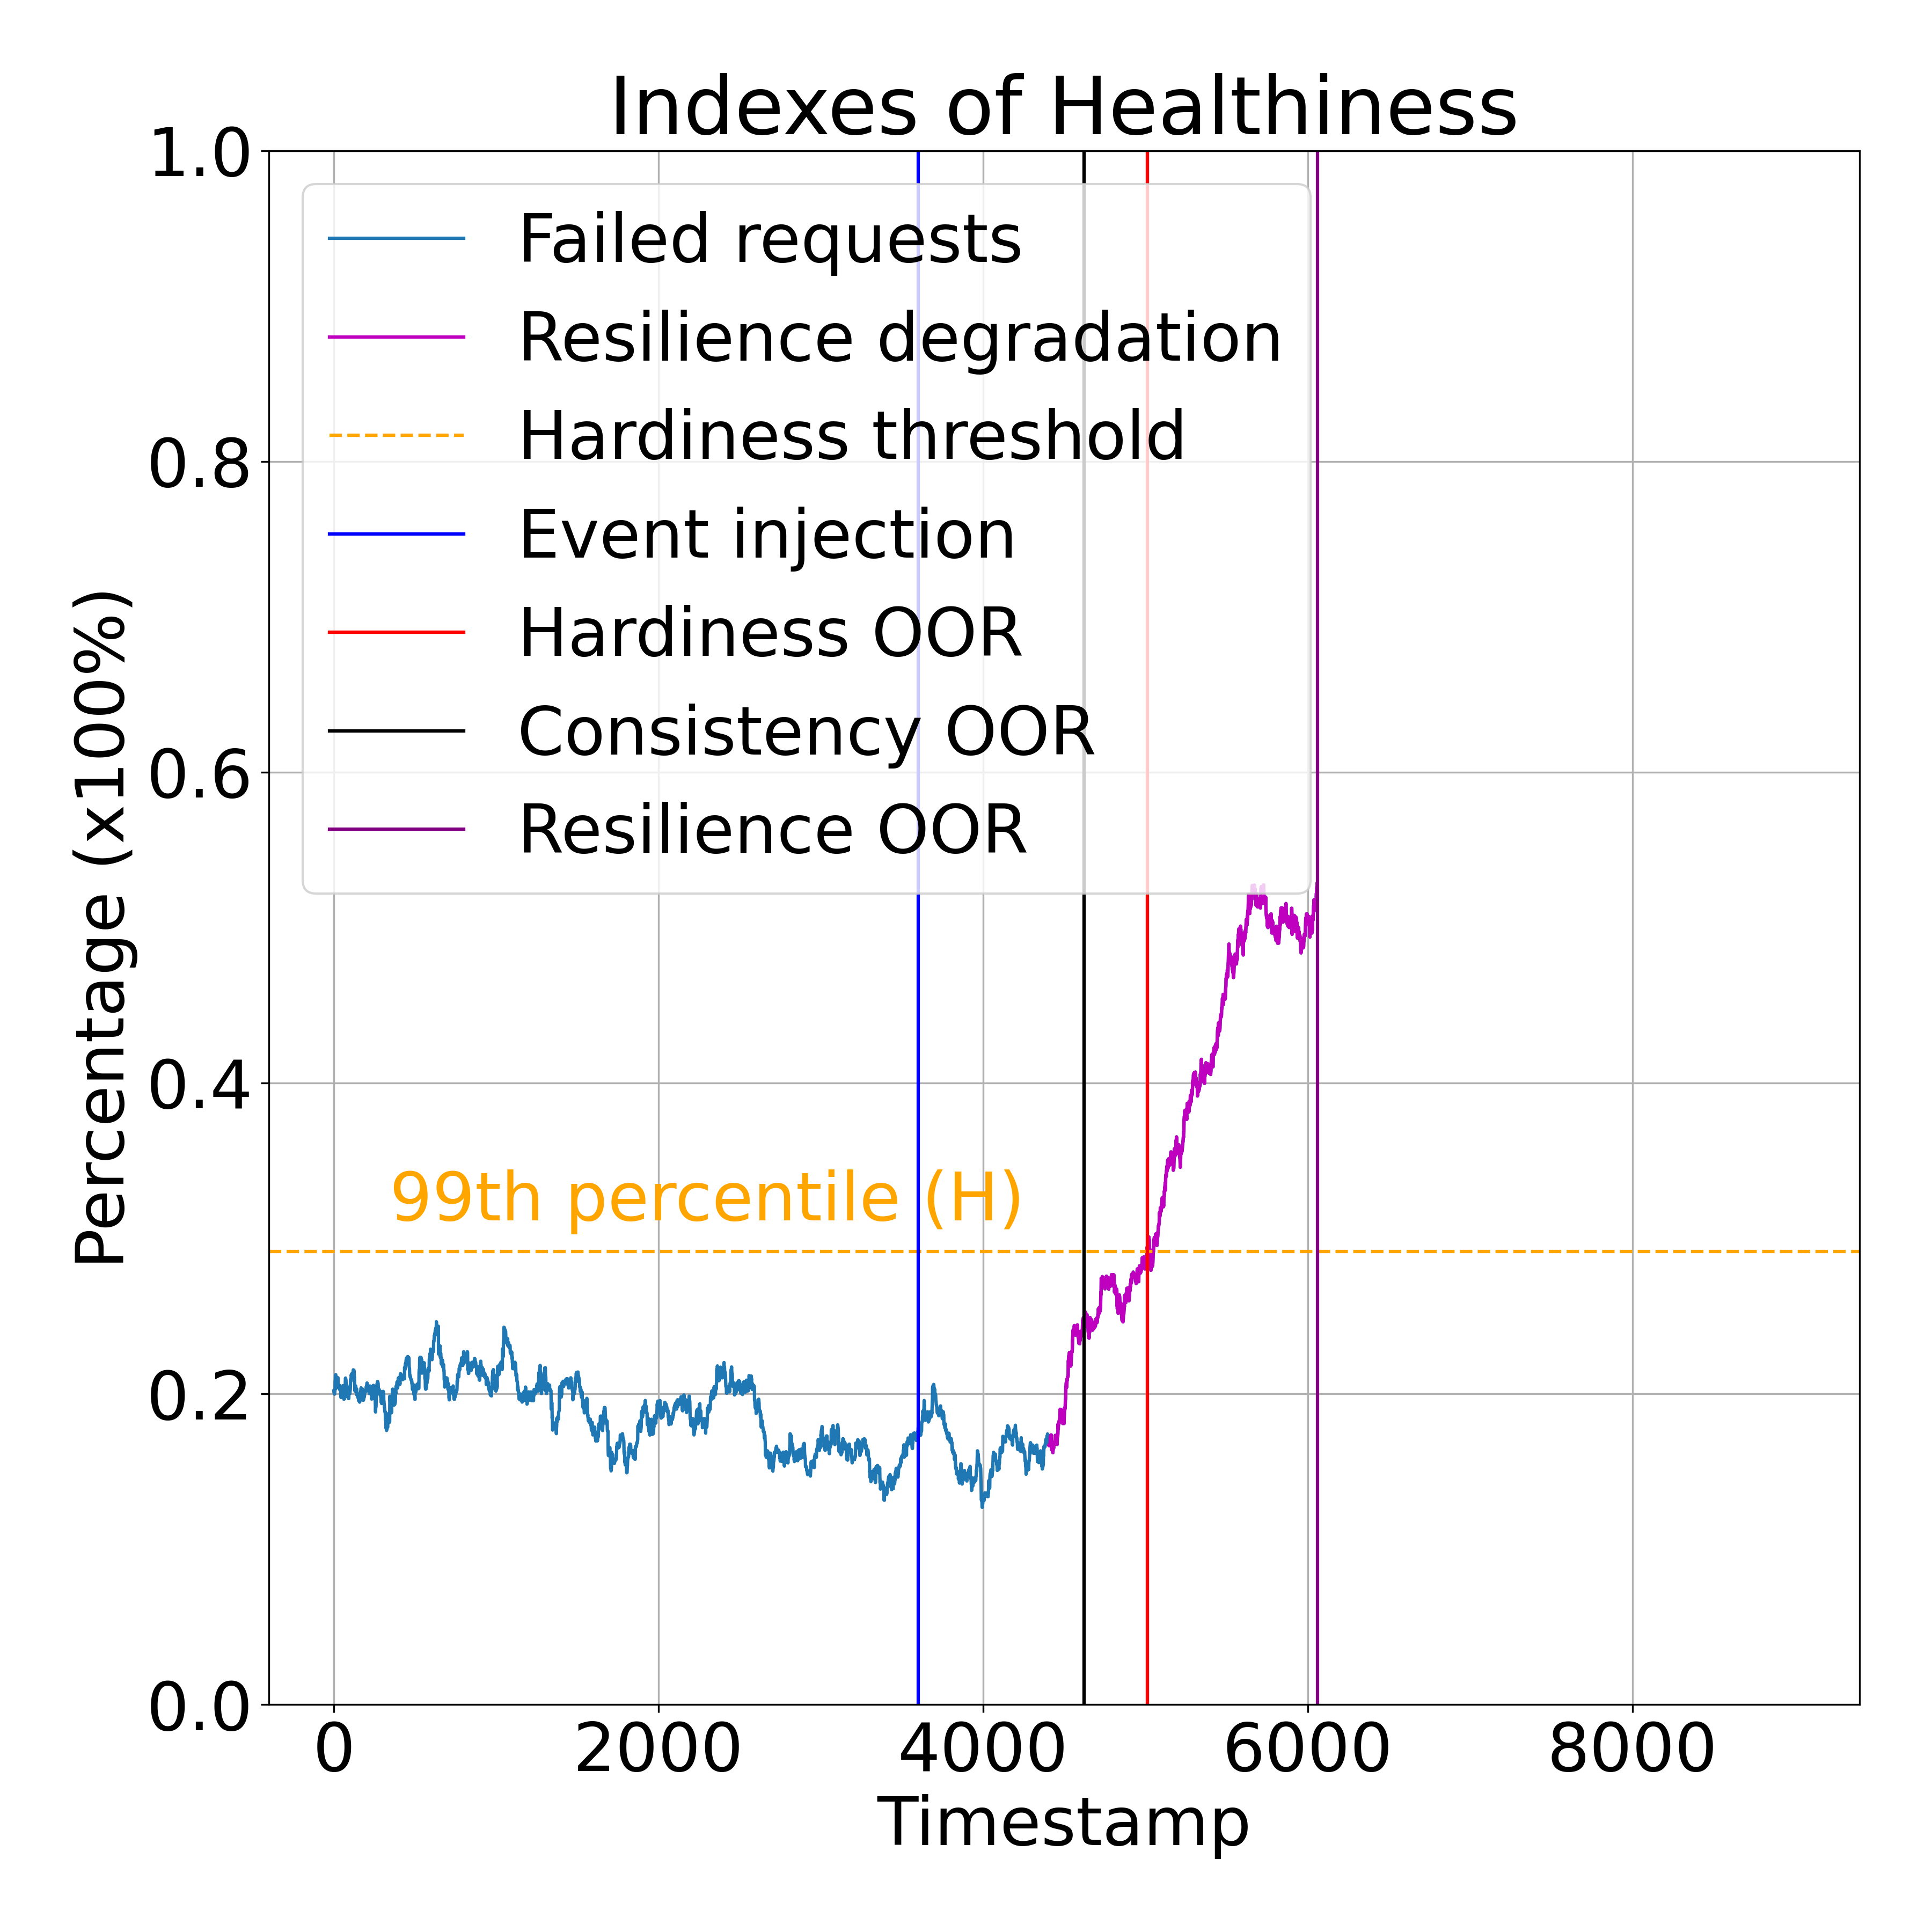 Indexes of Healthiness
1.0
0.8
0.6
0.4
0.2
0.0
Percentage (x100%)
Failed requests
Resilience degradation
Hardiness threshold
Event injection
Hardiness OOR
Consistency OOR
Resilience OOR
99th percentile (H)
0 2000 4000 6000 8000
Timestamp